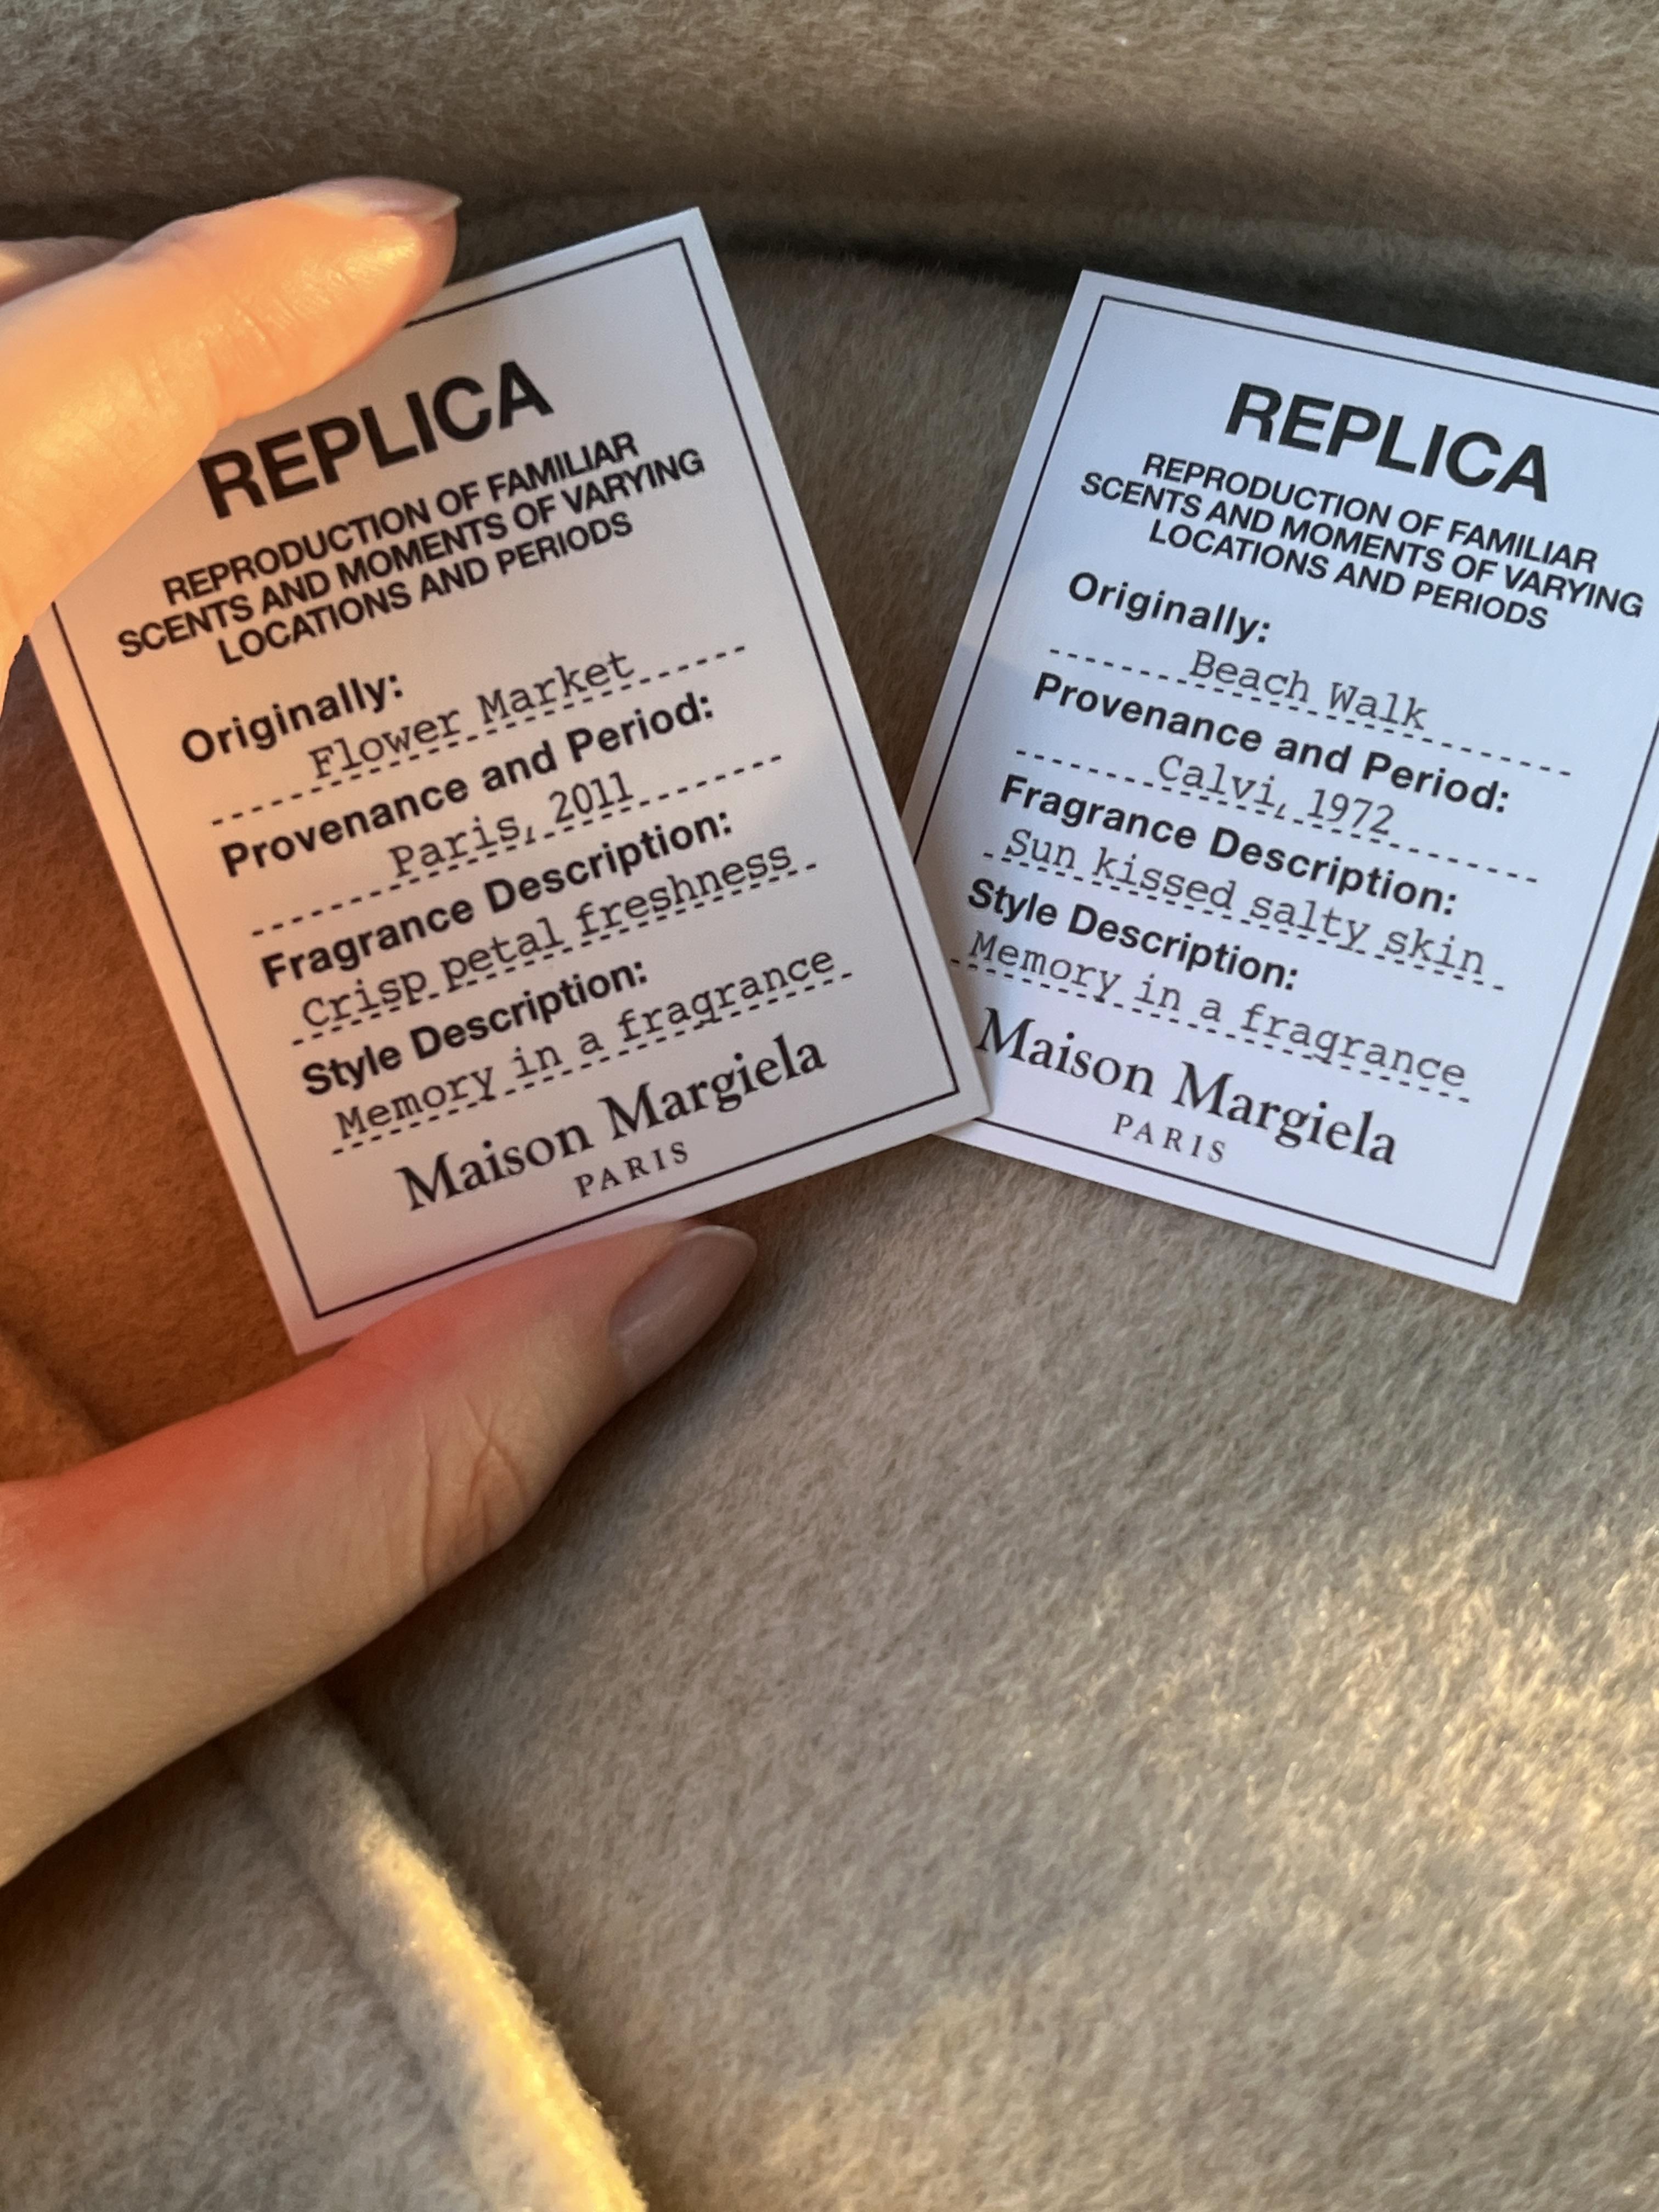 REPLICA
REPRODUCTION OF FAMILIAR
SCENTS AND MOMENTS OF VARYING
LOCATIONS AND PERIODS
Originally:
Flower Market
Provenance and Period:
Paris, 2011
Fragrance Description:
Crisp petal freshness
Style Description:
Memory in a fragrance
Maison Margiela
PARIS
REPLICA
REPRODUCTION OF FAMILIAR
SCENTS AND MOMENTS OF VARYING
LOCATIONS AND PERIODS
Originally:
Beach Walk
Provenance and Period:
Calvi, 1972
Fragrance Description:
Sun kissed salty skin
Style Description:
Memory in a fragrance
Maison Margiela
PARIS